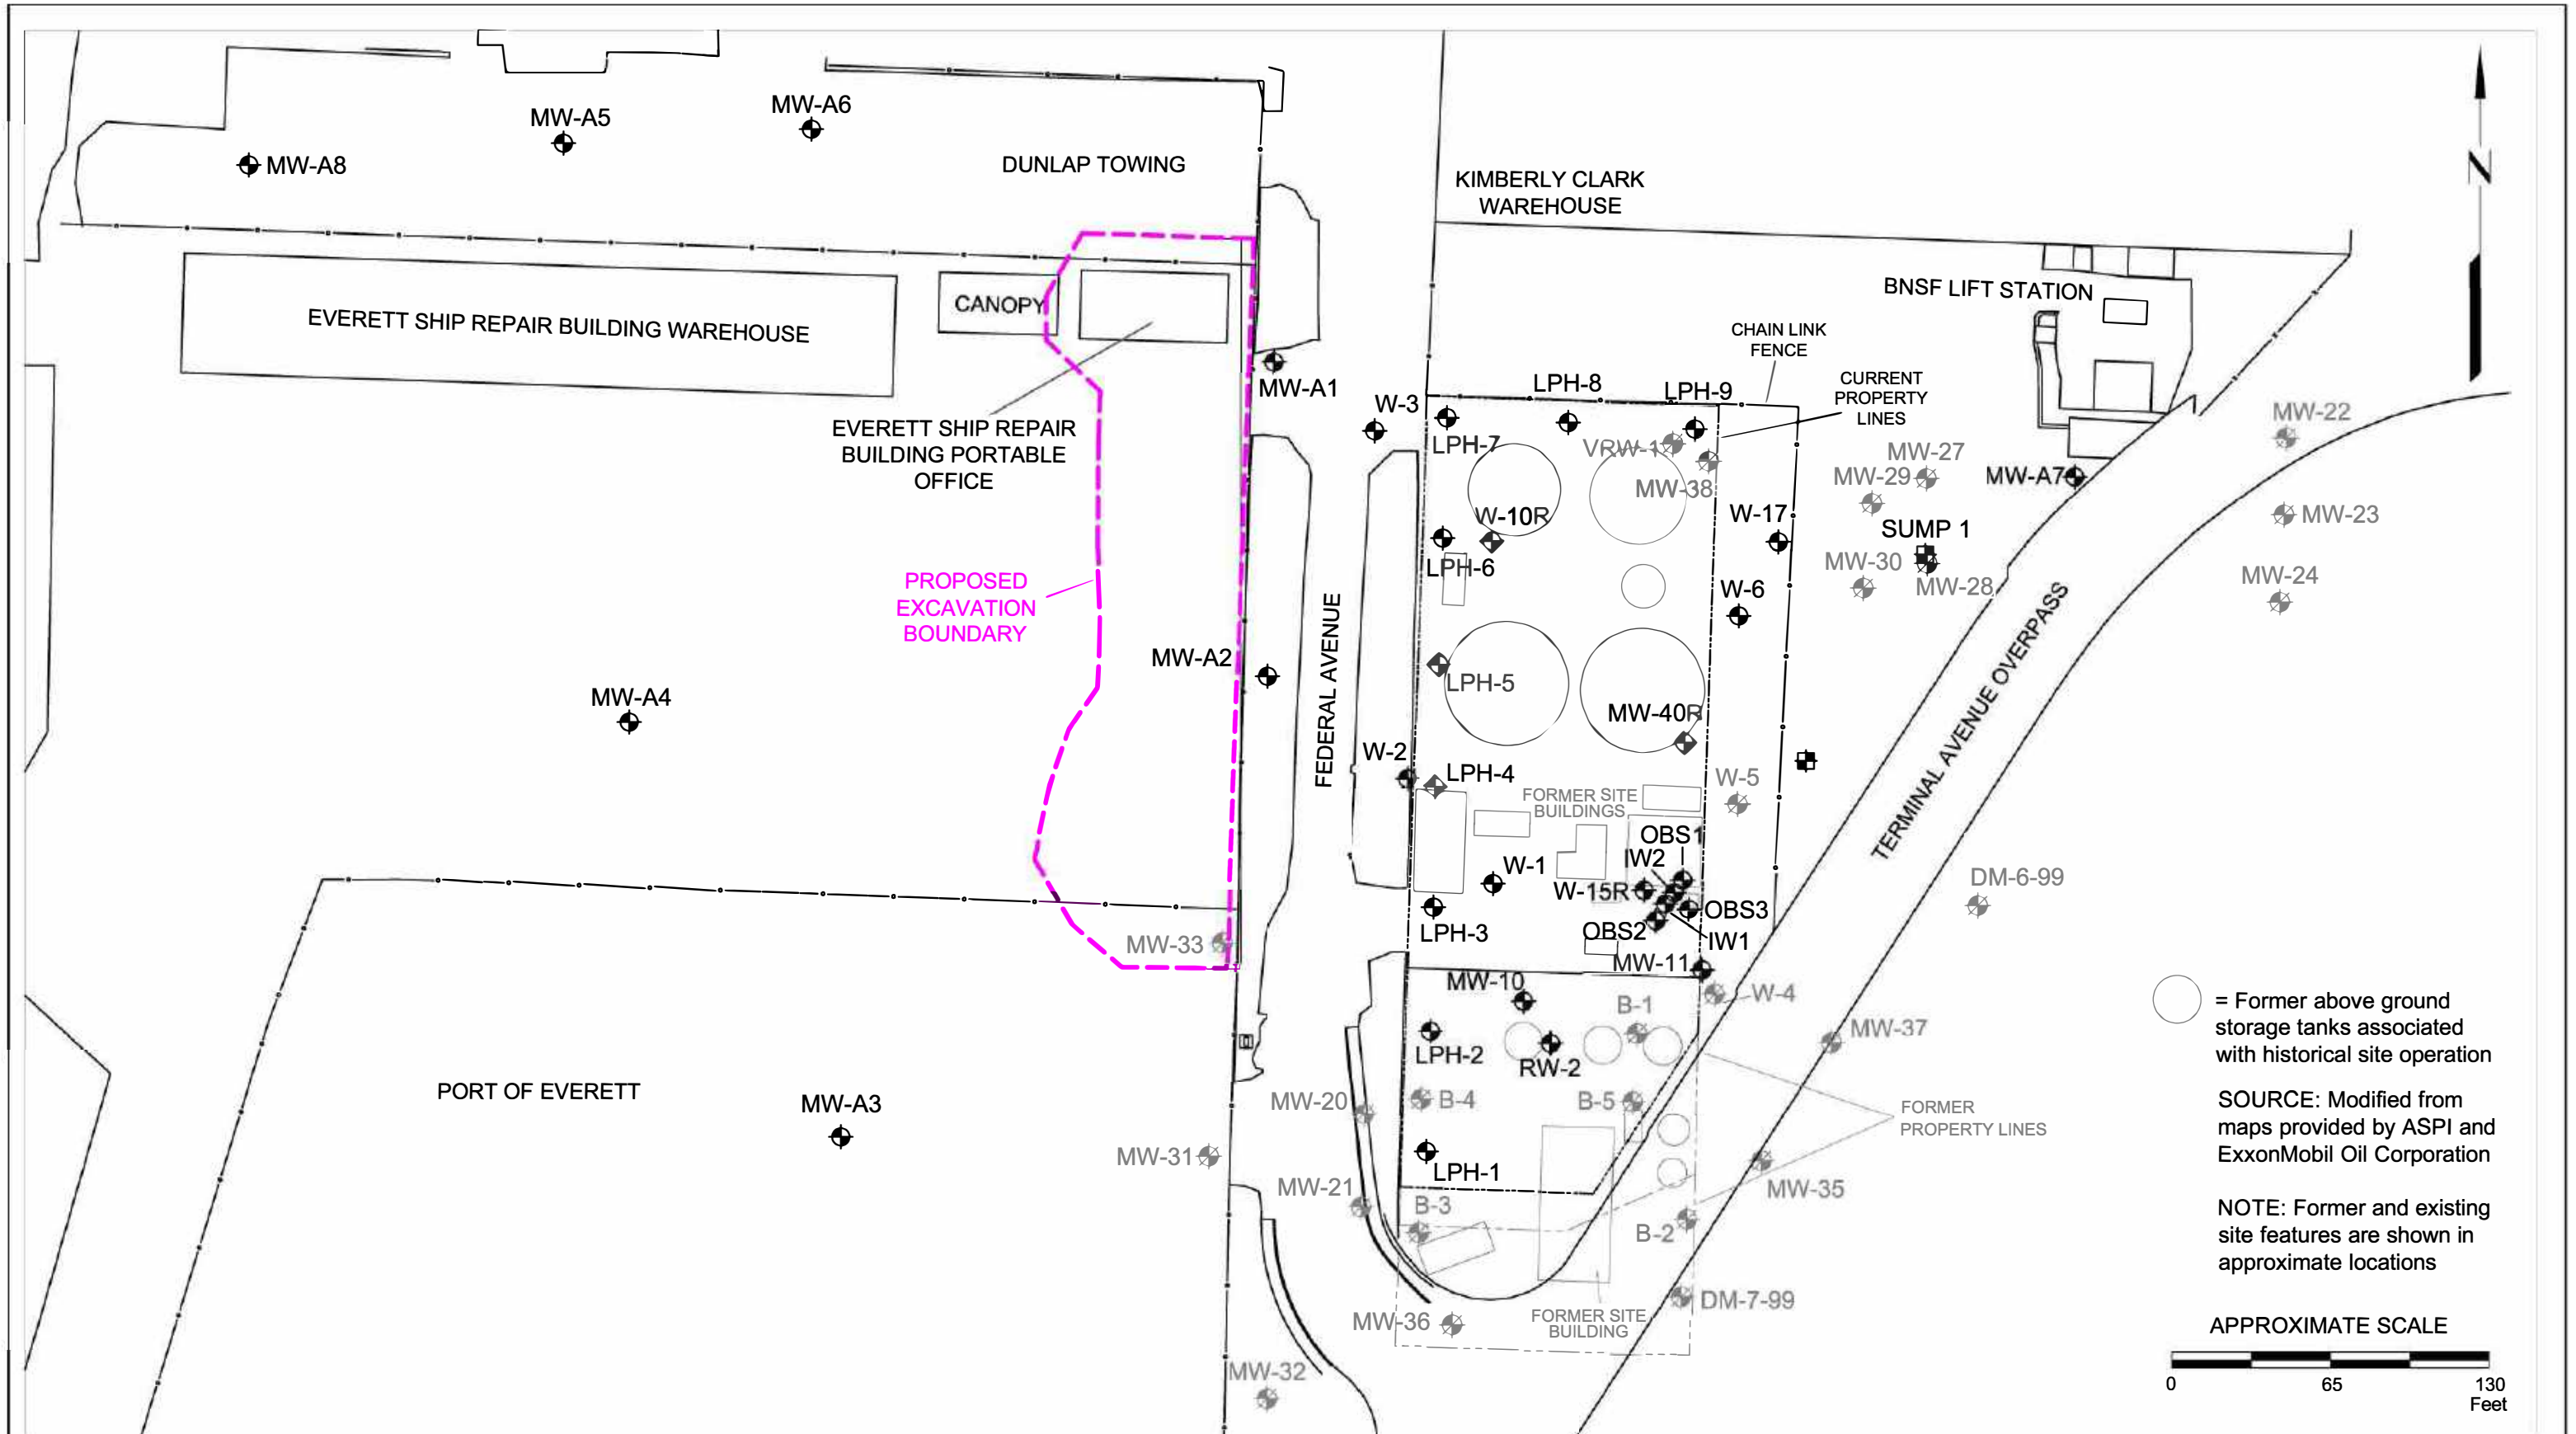 MW-A5
MW-A6
MW-A8
DUNLAP TOWING
KIMBERLY CLARK
WAREHOUSE
N
EVERETT SHIP REPAIR BUILDING WAREHOUSE
CANOPY
BNSF LIFT STATION
CHAIN LINK
FENCE
CURRENT
PROPERTY
LINES
MW-A1
EVERETT SHIP REPAIR
BUILDING PORTABLE
OFFICE
W-3
LPH-7
LPH-8
LPH-9
VRW-1
MW-38
MW-27
MW-29
MW-22
MW-A7
MW-23
W-10R
W-17
SUMP 1
LPH-6
MW-30
MW-28
MW-24
W-6
PROPOSED
EXCAVATION
BOUNDARY
FEDERAL AVENUE
TERMINAL AVENUE OVERPASS
MW-A2
LPH-5
MW-A4
MW-40R
W-2
LPH-4
W-5
FORMER SITE
BUILDINGS
OBS1
IW2
W-1
W-15R
OBS3
OBS2
IW1
LPH-3
DM-6-99
MW-33
MW-11
MW-10
W-4
B-1
MW-37
LPH-2
RW-2
PORT OF EVERETT
MW-A3
MW-20
B-4
B-5
FORMER
PROPERTY LINES
MW-31
LPH-1
MW-21
B-3
MW-35
B-2
DM-7-99
MW-36
FORMER SITE
BUILDING
MW-32
= Former above ground
storage tanks associated
with historical site operation
SOURCE: Modified from
maps provided by ASPI and
ExxonMobil Oil Corporation
NOTE: Former and existing
site features are shown in
approximate locations
APPROXIMATE SCALE
0 65 130
Feet